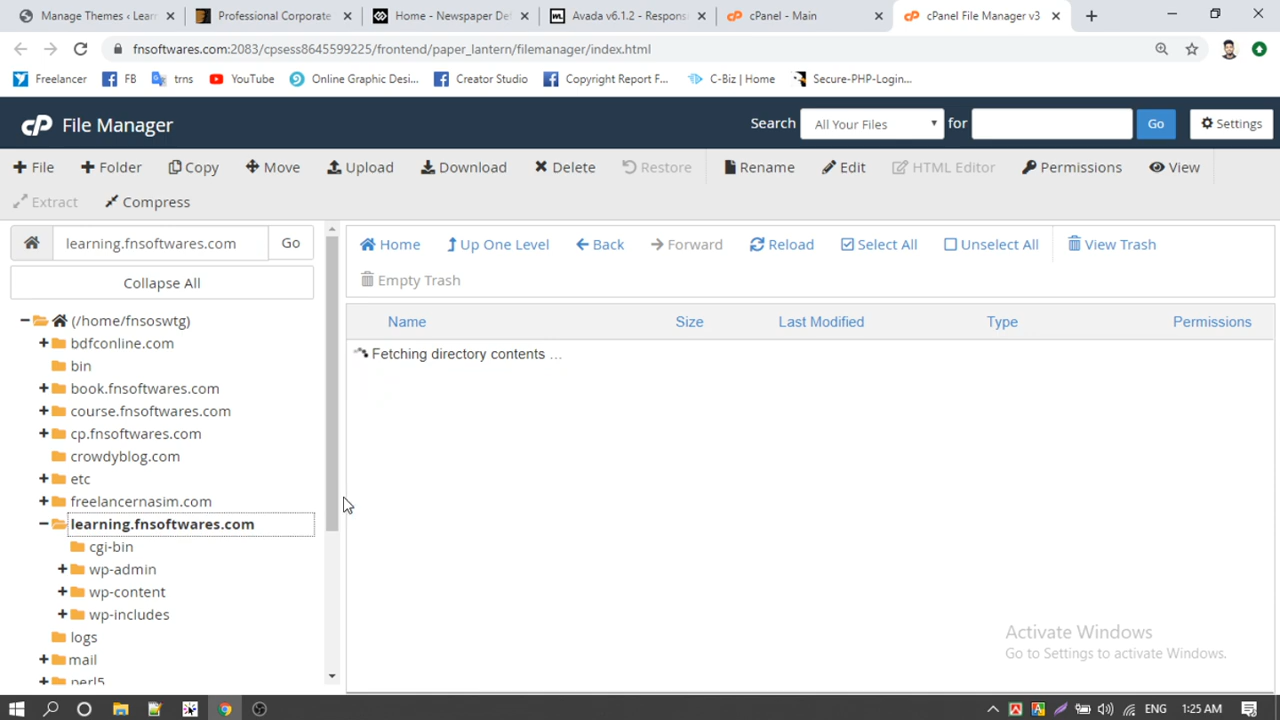 Manage Themes ‹ Lear
Professional Corporate
Home - Newspaper De
Avada v6.1.2 - Respons
cPanel - Main
cPanel File Manager v3
fnsoftwares.com:2083/cpsess8645599225/frontend/paper_lantern/filemanager/index.html
Freelancer
FB
trns
YouTube
Online Graphic Desi...
Creator Studio
Copyright Report F...
C-Biz | Home
Secure-PHP-Login...
cP File Manager
Search
All Your Files
for
Go
Settings
File
Folder
Copy
Move
Upload
Download
Delete
Restore
Rename
Edit
HTML Editor
Permissions
View
Extract
Compress
learning.fnsoftwares.com
Go
Home
Up One Level
Back
Forward
Reload
Select All
Unselect All
View Trash
Collapse All
Empty Trash
(/home/fnsoswtg)
bdfconline.com
bin
book.fnsoftwares.com
course.fnsoftwares.com
cp.fnsoftwares.com
crowdyblog.com
etc
freelancernasim.com
learning.fnsoftwares.com
cgi-bin
wp-admin
wp-content
wp-includes
logs
mail
perl5
Name
Size
Last Modified
Type
Permissions
Fetching directory contents ...
Activate Windows
Go to Settings to activate Windows.
ENG
1:25 AM